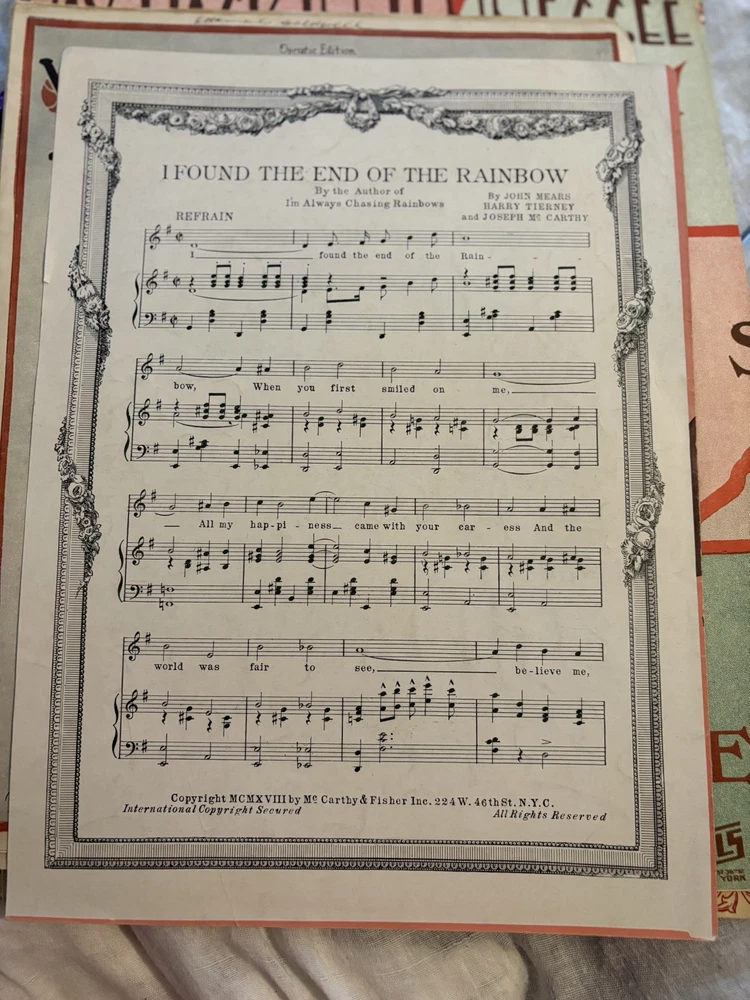 SEE
Operatic Edition
I FOUND THE END OF THE RAINBOW
By the Author of
I'm Always Chasing Rainbows
By JOHN MEARS
HARRY TIERNEY
and JOSEPH Mc CARTHY
REFRAIN
I found the end of the Rain - - -
bow, When you first smiled on me,
All my hap-pi - ness came with your car - ess And the
world was fair to see, be-lieve me,
Copyright MCMXVIII by Mc Carthy & Fisher Inc. 224 W. 46th St. N.Y.C.
International Copyright Secured All Rights Reserved
S
E
LS
YORK